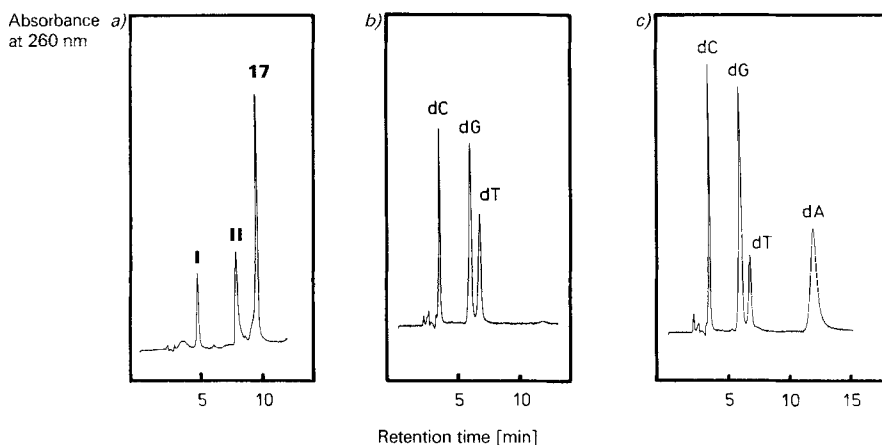 Absorbance
at 260 nm
a)
17
I
II
5 10
b)
dC
dG
dT
5 10
c)
dC
dG
dT
dA
5 10 15
Retention time [min]